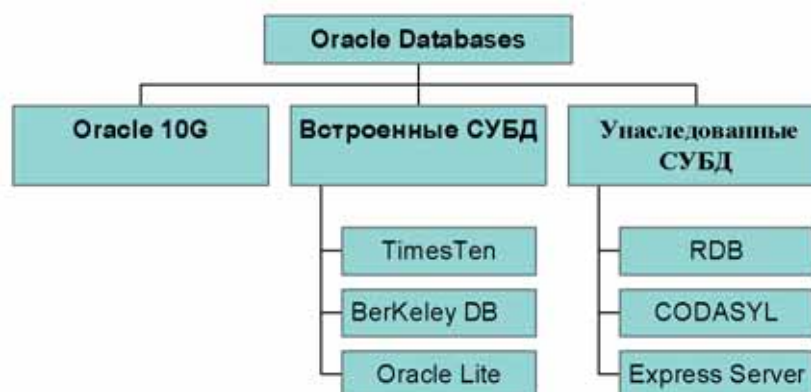 Oracle Databases
Oracle 10G
Встроенные СУБД
Унаследованные
СУБД
TimesTen
BerKeley DB
Oracle Lite
RDB
CODASYL
Express Server